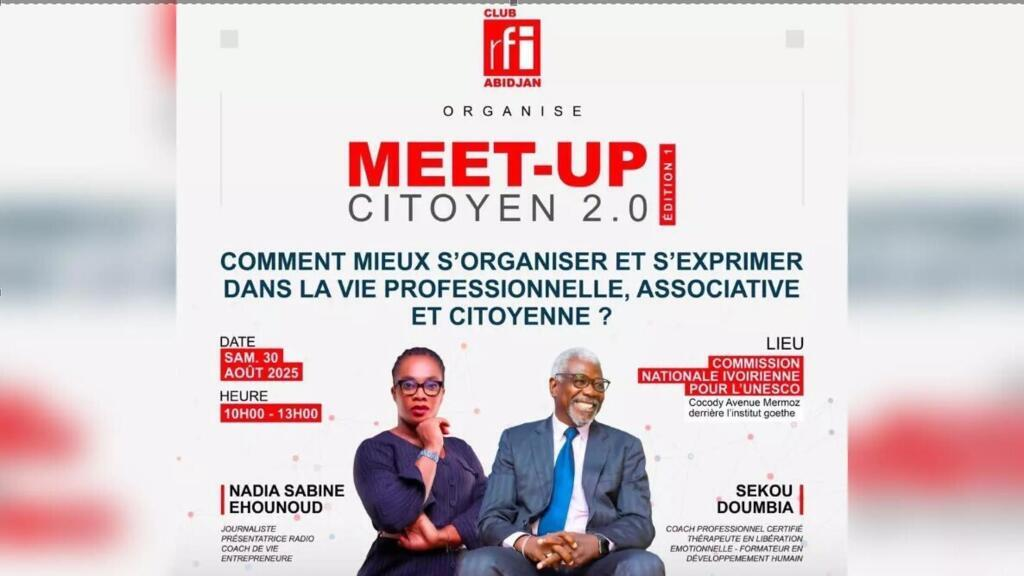 CLUB
rfi
ABIDJAN
ORGANISE
MEET-UP
CITOYEN 2.0
ÉDITION 1
COMMENT MIEUX S'ORGANISER ET S'EXPRIMER
DANS LA VIE PROFESSIONNELLE, ASSOCIATIVE
ET CITOYENNE ?
DATE
SAM. 30
AOÛT 2025
HEURE
10H00 - 13H00
LIEU
COMMISSION
NATIONALE IVOIRIENNE
POUR L'UNESCO
Cocody Avenue Mermoz
derrière l'institut goethe
NADIA SABINE
EHOUNOUD
JOURNALISTE
PRÉSENTATRICE RADIO
COACH DE VIE
ENTREPRENEURE
SEKOU
DOUMBIA
COACH PROFESSIONNEL CERTIFIÉ
THÉRAPEUTE EN LIBÉRATION
EMOTIONNELLE - FORMATEUR EN
DÉVELOPPEMEMENT HUMAIN